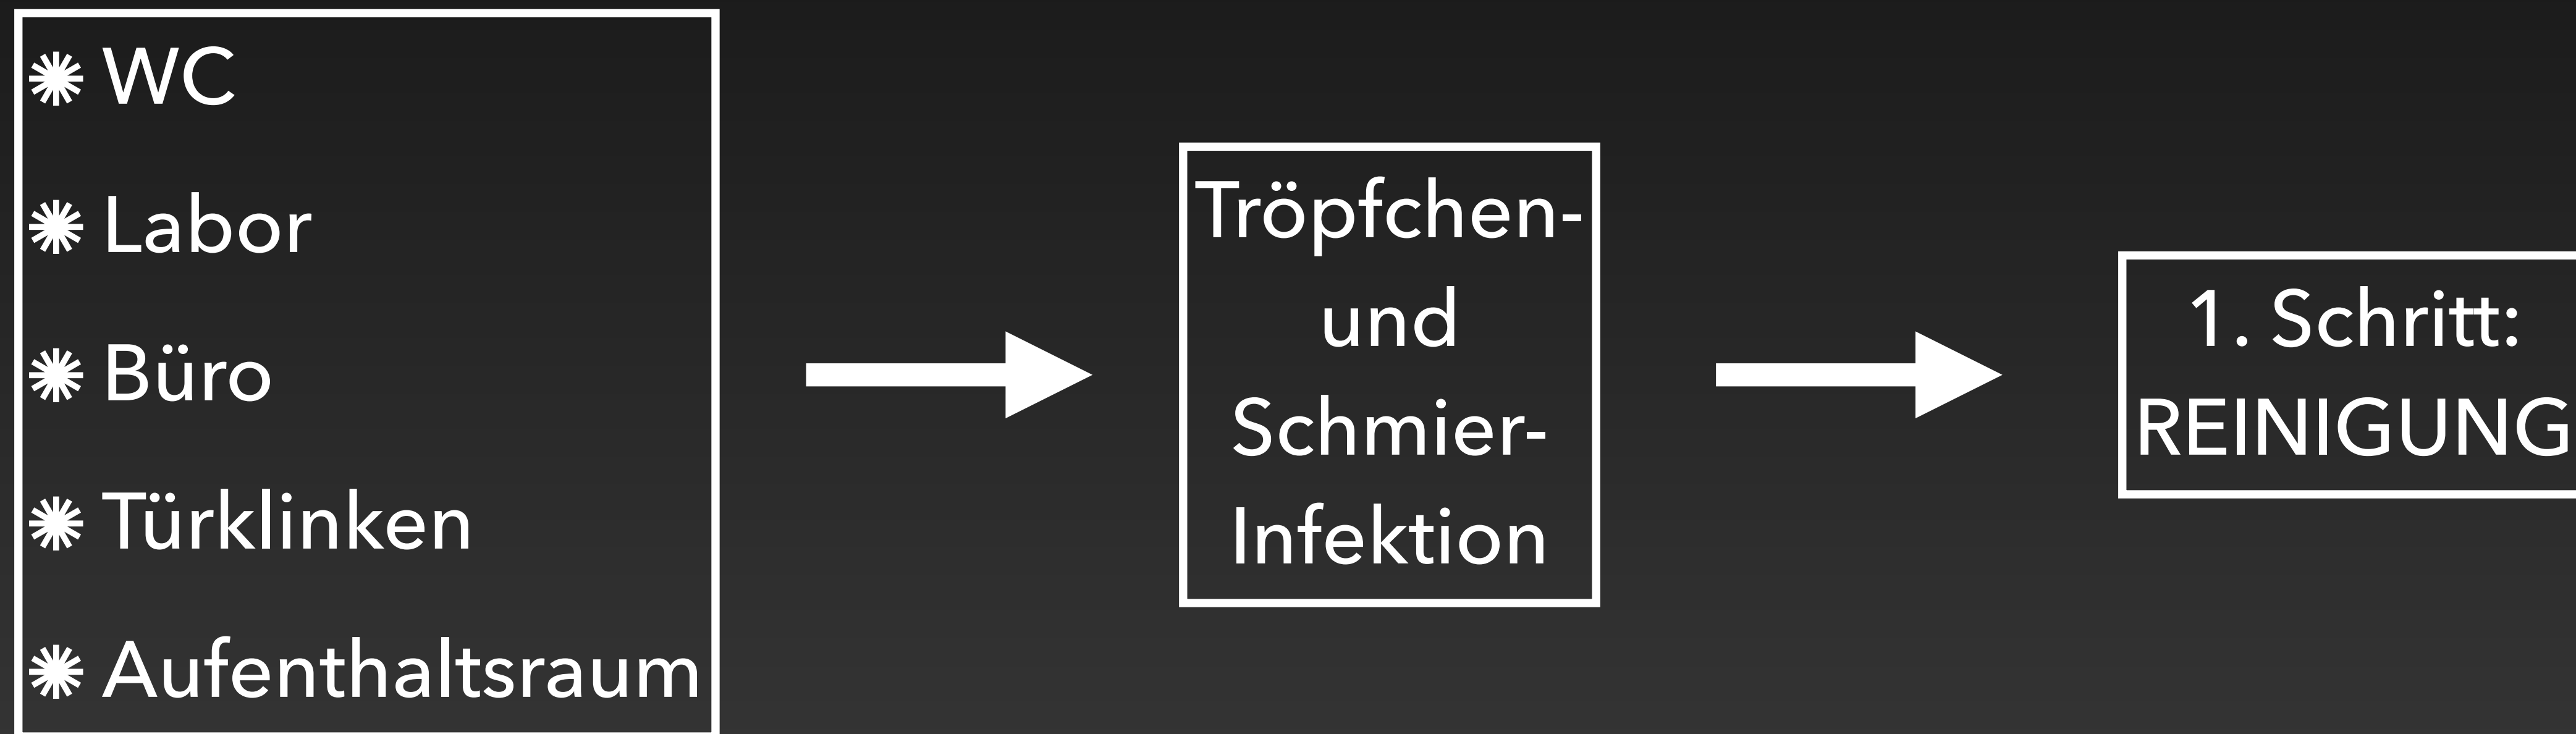 WC
Labor
Büro
Türklinken
Aufenthaltsraum
Tröpfchen-
und
Schmier-
Infektion
1. Schritt:
REINIGUNG